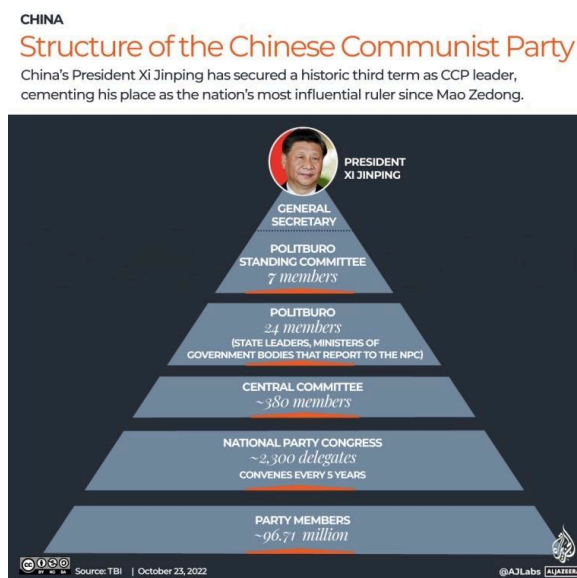 CHINA
Structure of the Chinese Communist Party
China's President Xi Jinping has secured a historic third term as CCP leader,
cementing his place as the nation's most influential ruler since Mao Zedong.
PRESIDENT
XI JINPING
GENERAL
SECRETARY
POLITBURO
STANDING COMMITTEE
7 members
POLITBURO
24 members
(STATE LEADERS, MINISTERS OF
GOVERNMENT BODIES THAT REPORT TO THE NPC)
CENTRAL COMMITTEE
~380 members
NATIONAL PARTY CONGRESS
~2,300 delegates
CONVENES EVERY 5 YEARS
PARTY MEMBERS
~96.71 million
Source: TBI | October 23, 2022
@AJLabs ALJAZEERA